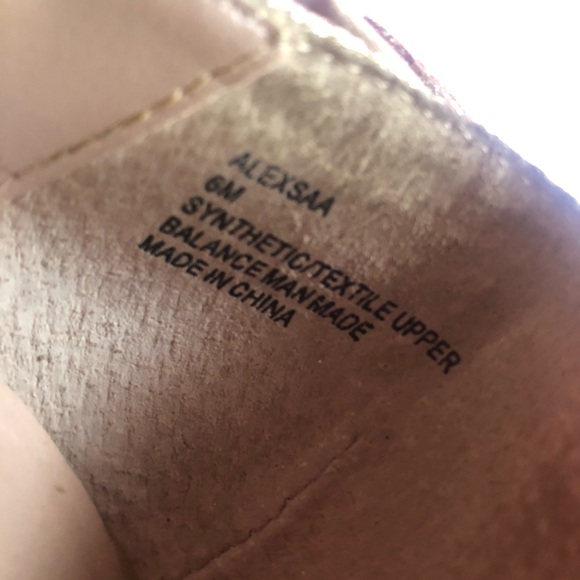 ALEXSAA
6M
SYNTHETIC/TEXTILE UPPER
BALANCE MAN MADE
MADE IN CHINA